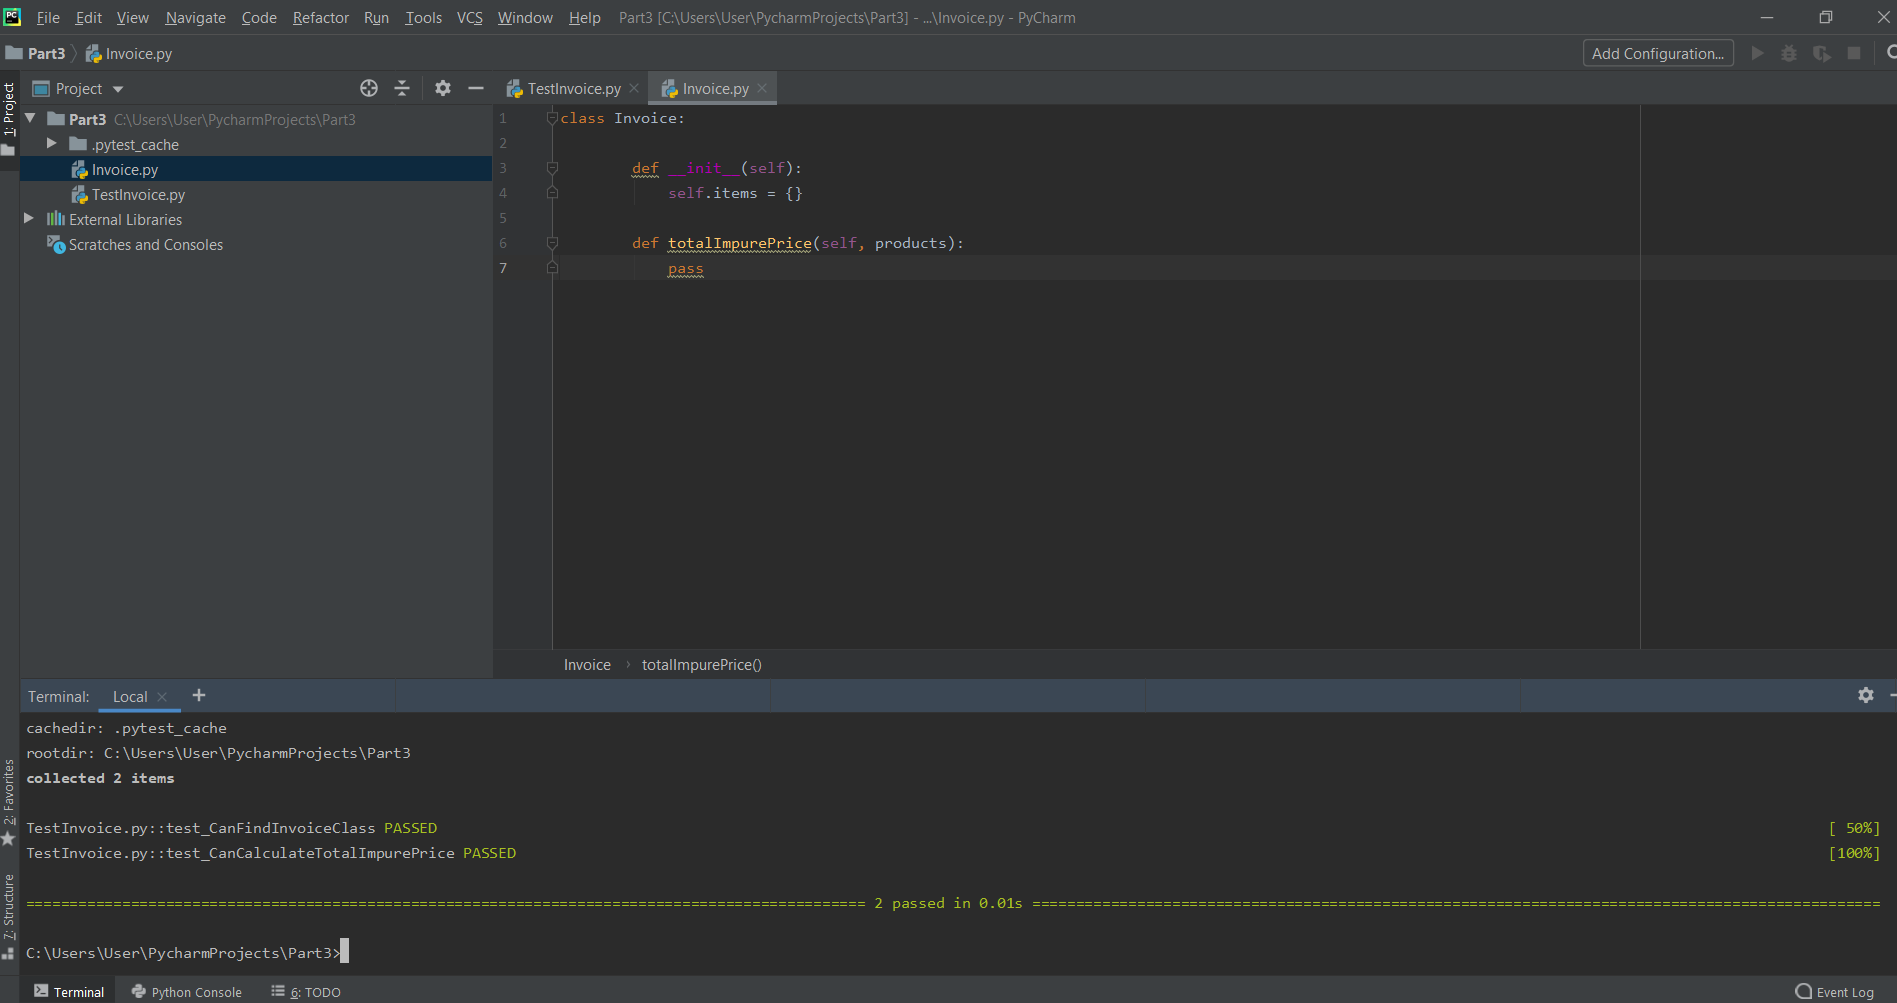 PC File Edit View Navigate Code Refactor Run Tools VCS Window Help Part3 [C:\Users\User\PycharmProjects\Part3] - ...\Invoice.py - PyCharm
Part3 Invoice.py Add Configuration...
1: Project
Project
TestInvoice.py Invoice.py
Part3 C:\Users\User\PycharmProjects\Part3
.pytest_cache
Invoice.py
TestInvoice.py
External Libraries
Scratches and Consoles
1 class Invoice:
2
3 def __init__(self):
4 self.items = {}
5
6 def totalImpurePrice(self, products):
7 pass
Invoice › totalImpurePrice()
Terminal: Local
cachedir: .pytest_cache
rootdir: C:\Users\User\PycharmProjects\Part3
collected 2 items
TestInvoice.py::test_CanFindInvoiceClass PASSED [ 50%]
TestInvoice.py::test_CanCalculateTotalImpurePrice PASSED [100%]
2 passed in 0.01s
C:\Users\User\PycharmProjects\Part3>
2: Favorites
7: Structure
Terminal Python Console 6: TODO Event Log